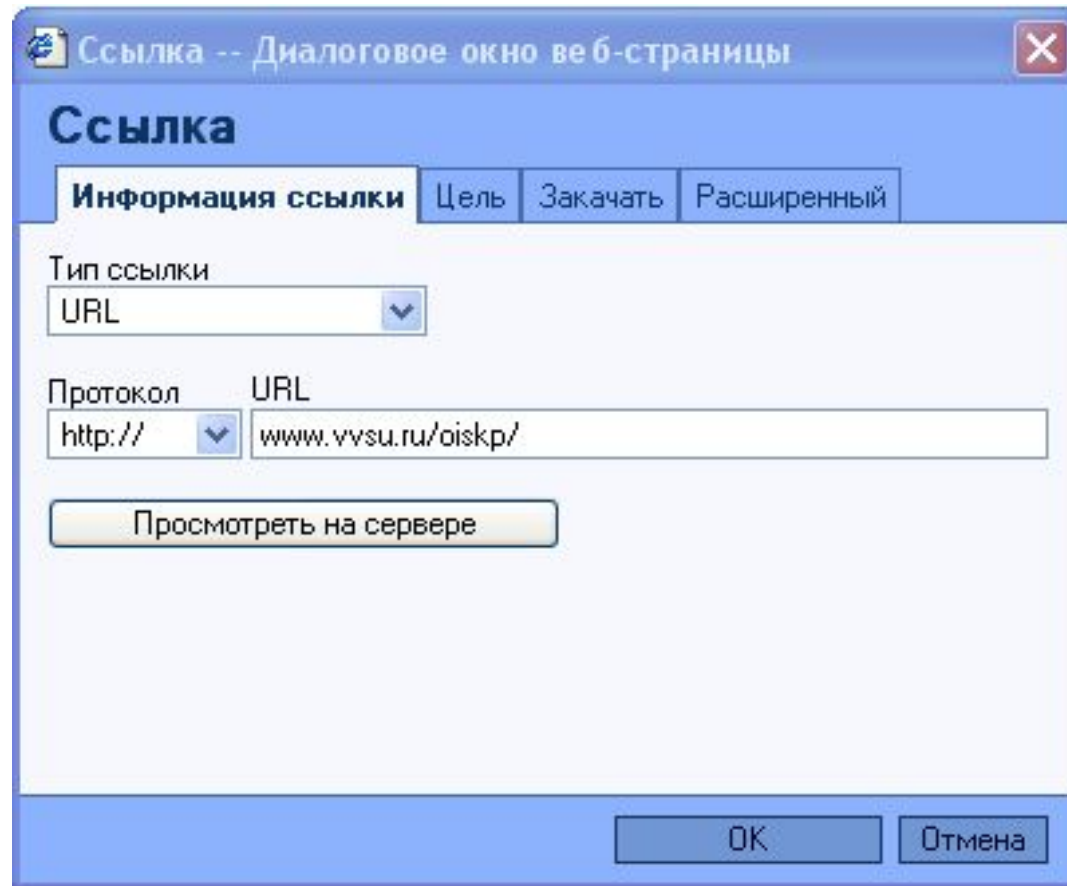 Ссылка -- Диалоговое окно веб-страницы
Ссылка
Информация ссылки Цель Закачать Расширенный
Тип ссылки
URL
Протокол URL
http:// www.vvsu.ru/oiskp/
Просмотреть на сервере
OK Отмена